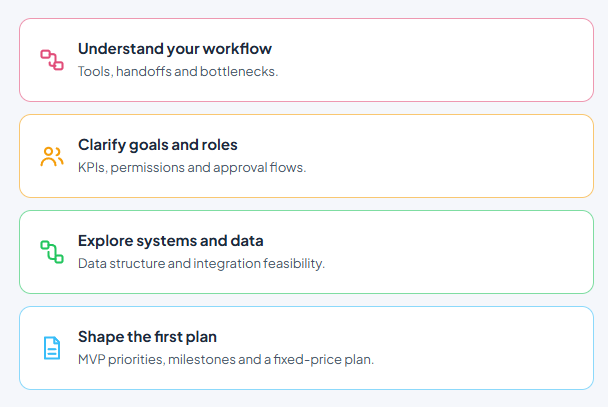 Understand your workflow
Tools, handoffs and bottlenecks.
Clarify goals and roles
KPIs, permissions and approval flows.
Explore systems and data
Data structure and integration feasibility.
Shape the first plan
MVP priorities, milestones and a fixed-price plan.